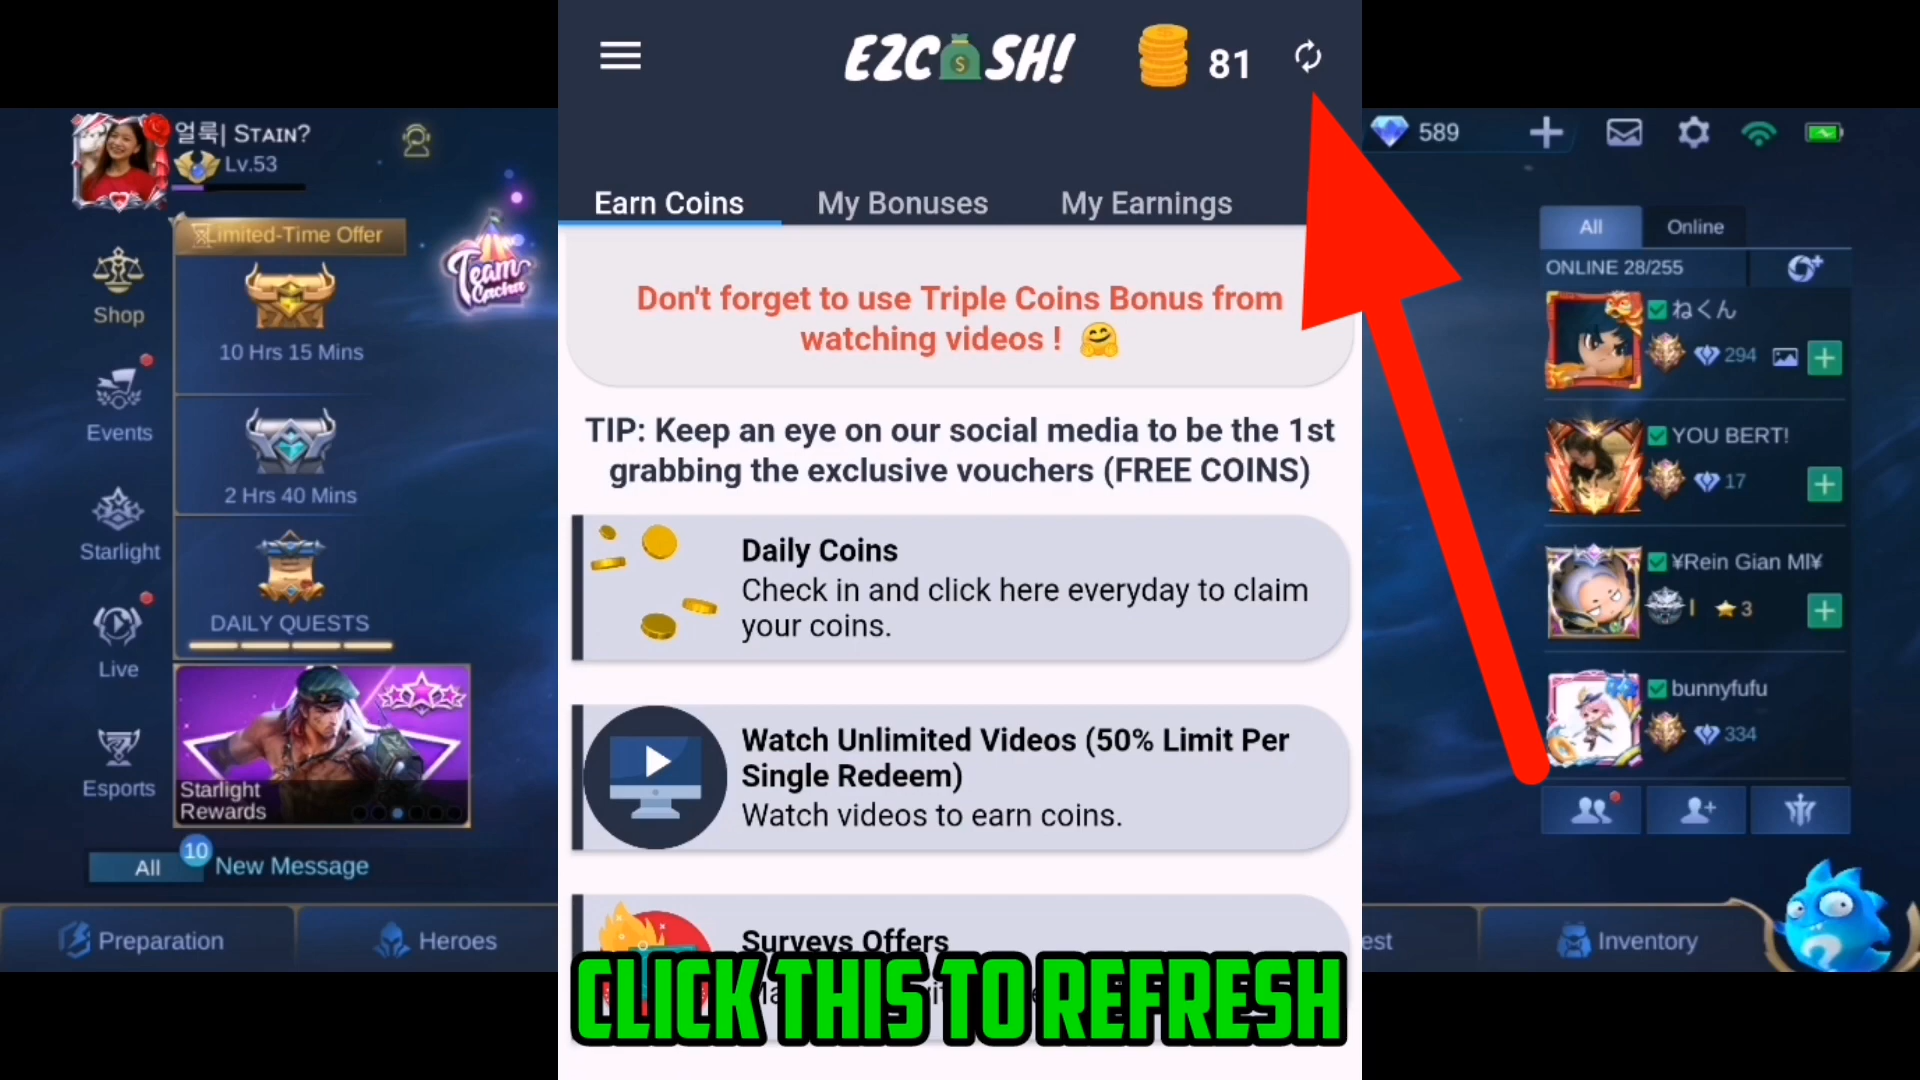 얼룩| STAIN?
Lv.53
Limited-Time Offer
10 Hrs 15 Mins
2 Hrs 40 Mins
DAILY QUESTS
Shop
Events
Starlight
Live
Esports
Team
Gacha
Starlight
Rewards
All
10
New Message
Preparation
Heroes
EZC SH!
81
Earn Coins
My Bonuses
My Earnings
Don't forget to use Triple Coins Bonus from
watching videos ! 🤗
TIP: Keep an eye on our social media to be the 1st
grabbing the exclusive vouchers (FREE COINS)
Daily Coins
Check in and click here everyday to claim
your coins.
Watch Unlimited Videos (50% Limit Per
Single Redeem)
Watch videos to earn coins.
Surveys Offers
CLICK THIS TO REFRESH
589
All
Online
ONLINE 28/255
ねくん
294
YOU BERT!
17
¥Rein Gian MI¥
I
3
bunnyfufu
334
est
Inventory